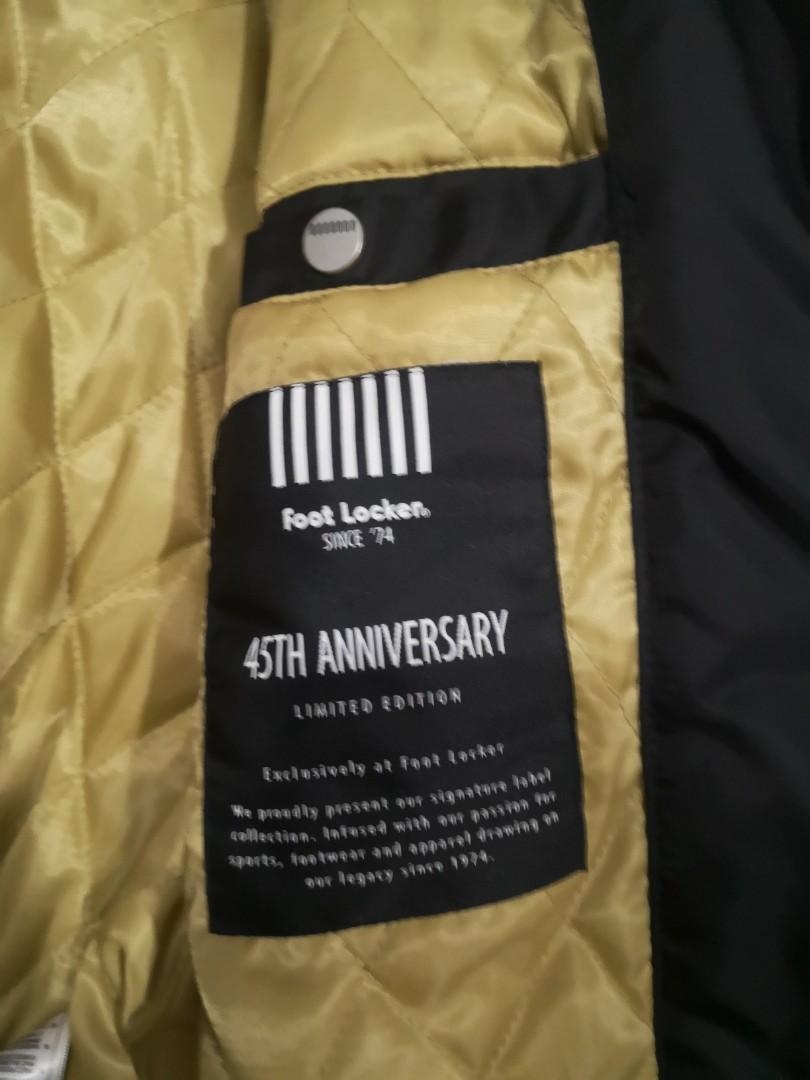 Foot Locker®
SINCE '74
45TH ANNIVERSARY
LIMITED EDITION
Exclusively at Foot Locker
We proudly present our signature label
collection. Infused with our passion for
sports, footwear and apparel drawing on
our legacy since 1974.